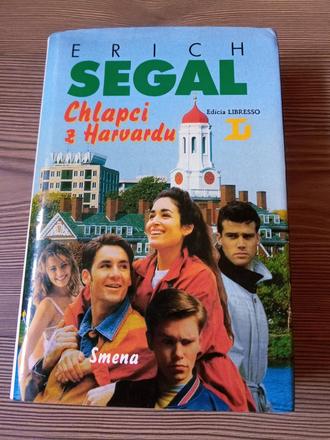 ERICH
SEGAL
Chlapci
z Harvardu
Edícia LIBRESSO
L
Smena